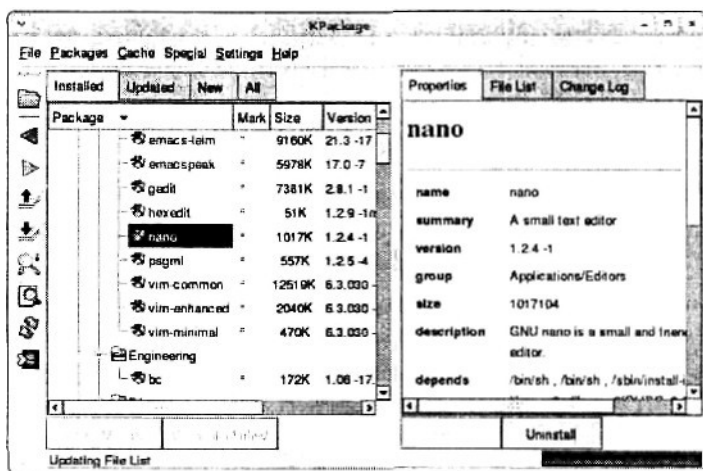 KPackage
File Packages Cache Special Settings Help
Installed Updated New All
Package Mark Size Version
emacs-leim 9160K 21.3 -17
emacspeak 5978K 17.0 -7
gedit 7381K 2.8.1 -1
hexedit 51K 1.2.9 -1
nano 1017K 1.2.4 -1
psgml 557K 1.2.5 -4
vim-common 12519K 6.3.030 -
vim-enhanced 2040K 6.3.030 -
vim-minimal 470K 6.3.030 -
Engineering
bc 172K 1.06 -17.
Updating File List
Properties File List Change Log
nano
name nano
summary A small text editor
version 1.2.4 -1
group Applications/Editors
size 1017104
description GNU nano is a small and friend
editor.
depends /bin/sh , /bin/sh , /sbin/install-
Uninstall